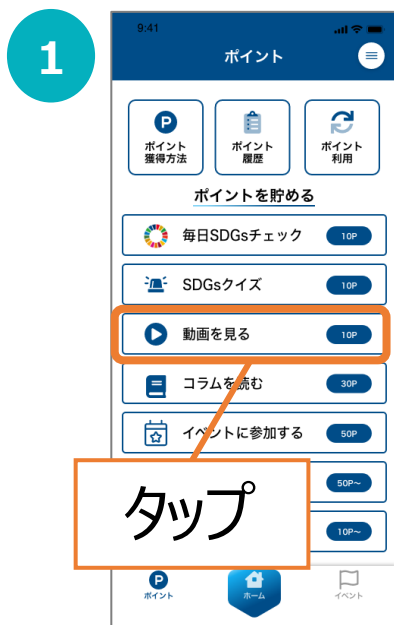 1
9:41
ポイント
ポイント
獲得方法
ポイント
履歴
ポイント
利用
ポイントを貯める
毎日SDGsチェック 10P
SDGsクイズ 10P
動画を見る 10P
コラムを読む 30P
イベントに参加する 50P
50P~
10P~
タップ
ポイント
ホーム
イベント